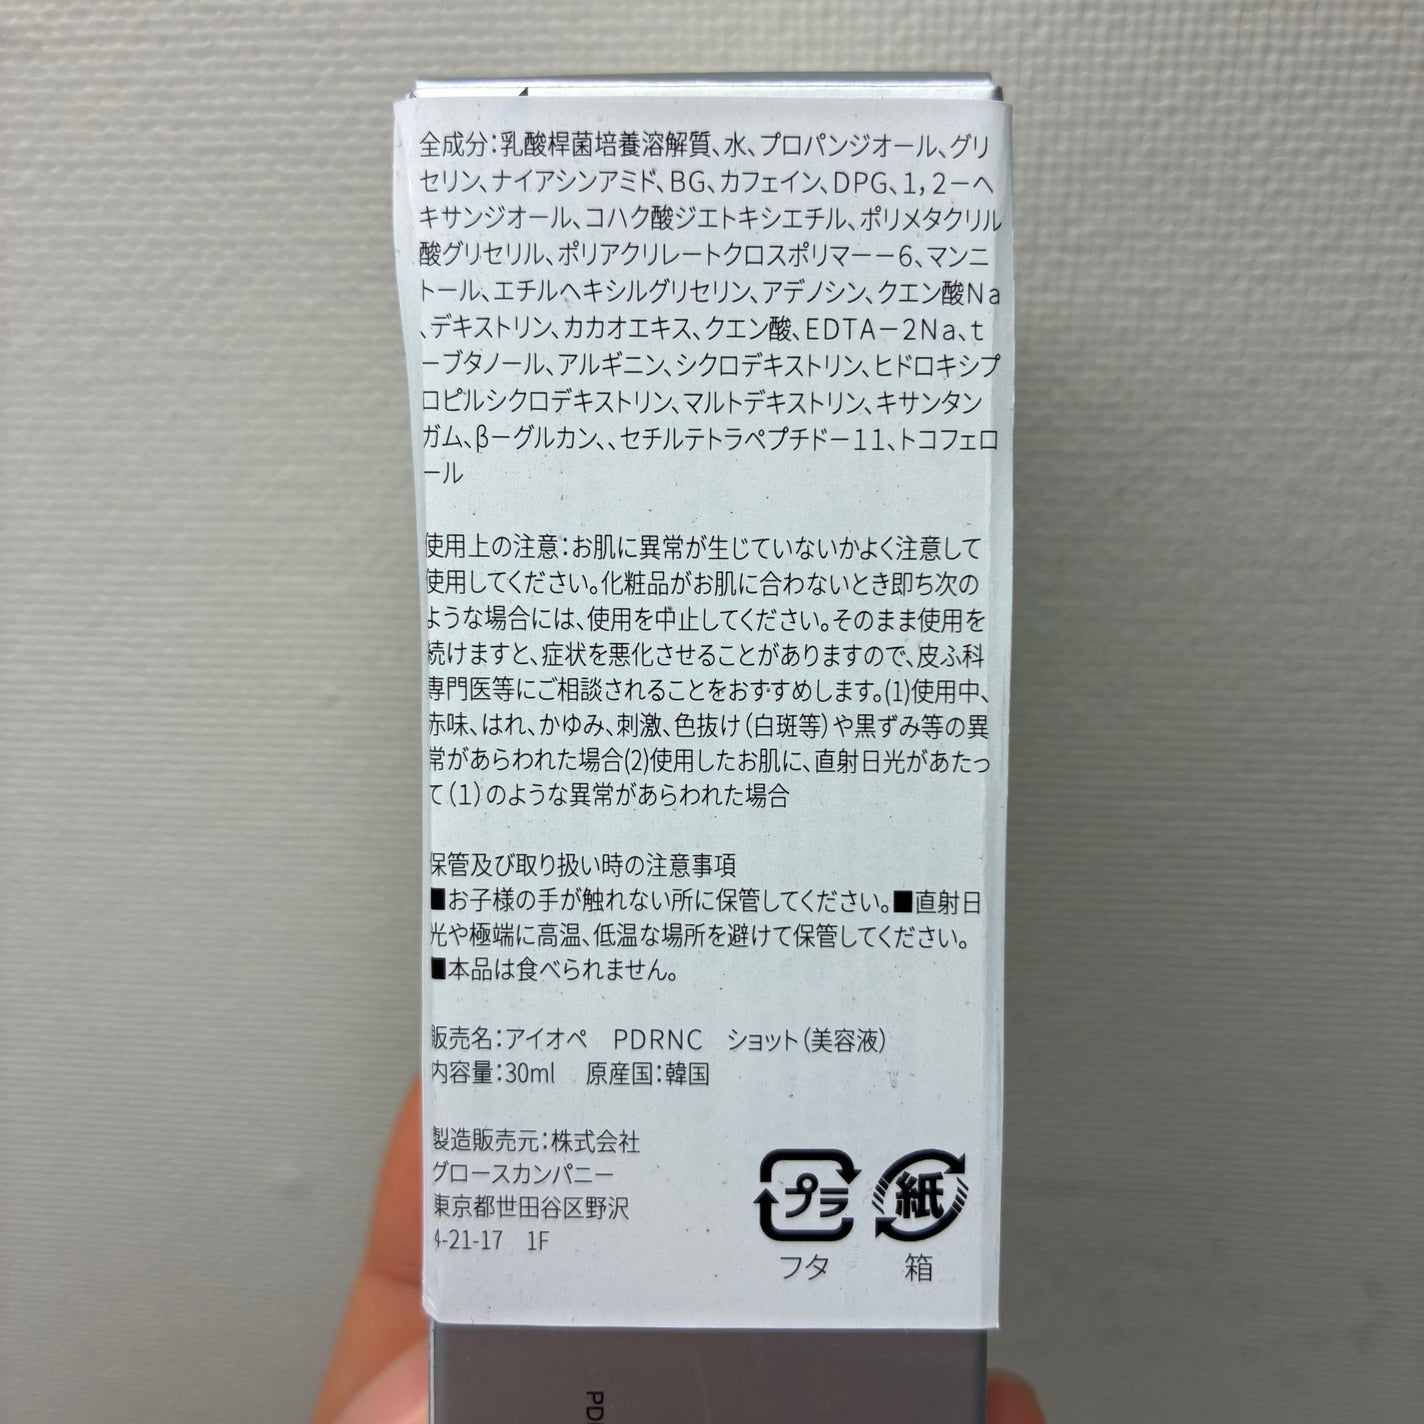 全成分：乳酸桿菌培養溶解質、水、プロパンジオール、グリ
セリン、ナイアシンアミド、BG、カフェイン、DPG、1，2－ヘ
キサンジオール、コハク酸ジエトキシエチル、ポリメタクリル
酸グリセリル、ポリアクリレートクロスポリマー－6、マンニ
トール、エチルヘキシルグリセリン、アデノシン、クエン酸Na
、デキストリン、カカオエキス、クエン酸、EDTA－2Na、t
－ブタノール、アルギニン、シクロデキストリン、ヒドロキシプ
ロピルシクロデキストリン、マルトデキストリン、キサンタン
ガム、β－グルカン、、セチルテトラペプチド－11、トコフェロ
ール
使用上の注意：お肌に異常が生じていないかよく注意して
使用してください。化粧品がお肌に合わないとき即ち次の
ような場合には、使用を中止してください。そのまま使用を
続けますと、症状を悪化させることがありますので、皮ふ科
専門医等にご相談されることをおすすめします。(1)使用中、
赤味、はれ、かゆみ、刺激、色抜け（白斑等）や黒ずみ等の異
常があらわれた場合(2)使用したお肌に、直射日光があたっ
て（1）のような異常があらわれた場合
保管及び取り扱い時の注意事項
■お子様の手が触れない所に保管してください。■直射日
光や極端に高温、低温な場所を避けて保管してください。
■本品は食べられません。
販売名：アイオペ　PDRNC　ショット（美容液）
内容量：30ml　原産国：韓国
製造販売元：株式会社
グロースカンパニー
東京都世田谷区野沢
4-21-17　1F
プラ
フタ
紙
箱
PD